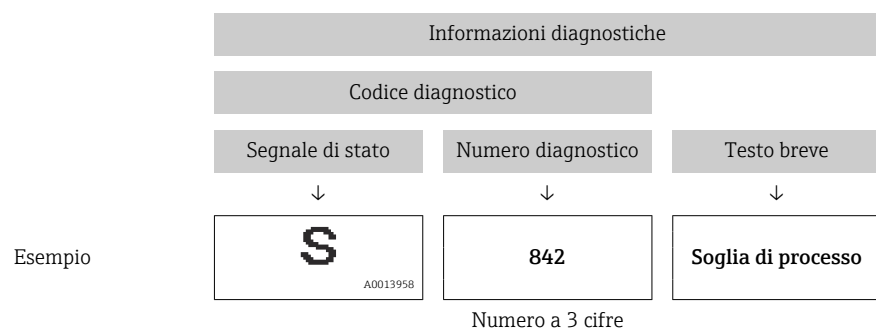 Informazioni diagnostiche
Codice diagnostico
Segnale di stato Numero diagnostico Testo breve
↓ ↓ ↓
Esempio S 842 Soglia di processo
A0013958
Numero a 3 cifre